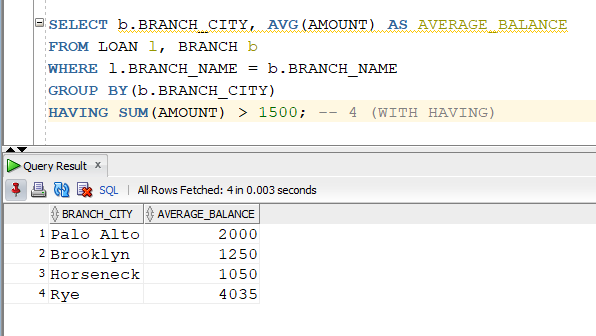 SELECT b.BRANCH_CITY, AVG(AMOUNT) AS AVERAGE_BALANCE
FROM LOAN l, BRANCH b
WHERE l.BRANCH_NAME = b.BRANCH_NAME
GROUP BY(b.BRANCH_CITY)
HAVING SUM(AMOUNT) > 1500; -- 4 (WITH HAVING)
Query Result x
SQL | All Rows Fetched: 4 in 0.003 seconds
BRANCH_CITY AVERAGE_BALANCE
1 Palo Alto 2000
2 Brooklyn 1250
3 Horseneck 1050
4 Rye 4035